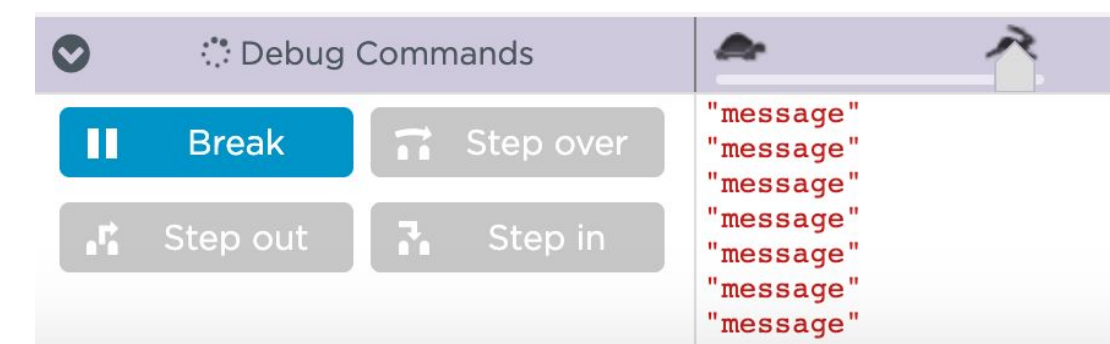 Debug Commands
Break
Step over
Step out
Step in
"message"
"message"
"message"
"message"
"message"
"message"
"message"